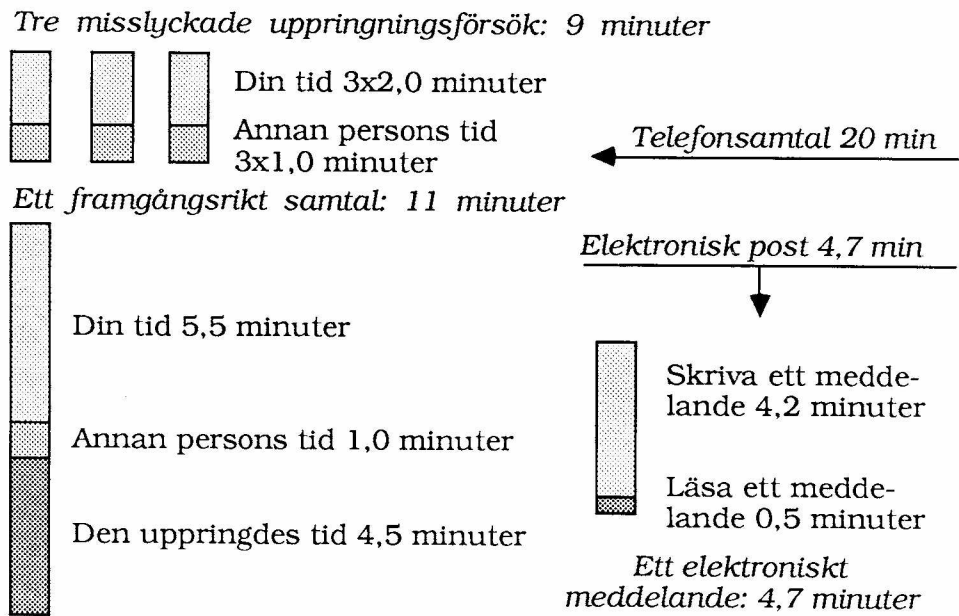 Tre misslyckade uppringningsförsök: 9 minuter
Din tid 3x2,0 minuter
Annan persons tid
3x1,0 minuter
Telefonsamtal 20 min
Ett framgångsrikt samtal: 11 minuter
Elektronisk post 4,7 min
Din tid 5,5 minuter
Annan persons tid 1,0 minuter
Den uppringdes tid 4,5 minuter
Skriva ett medde-
lande 4,2 minuter
Läsa ett medde-
lande 0,5 minuter
Ett elektroniskt
meddelande: 4,7 minuter